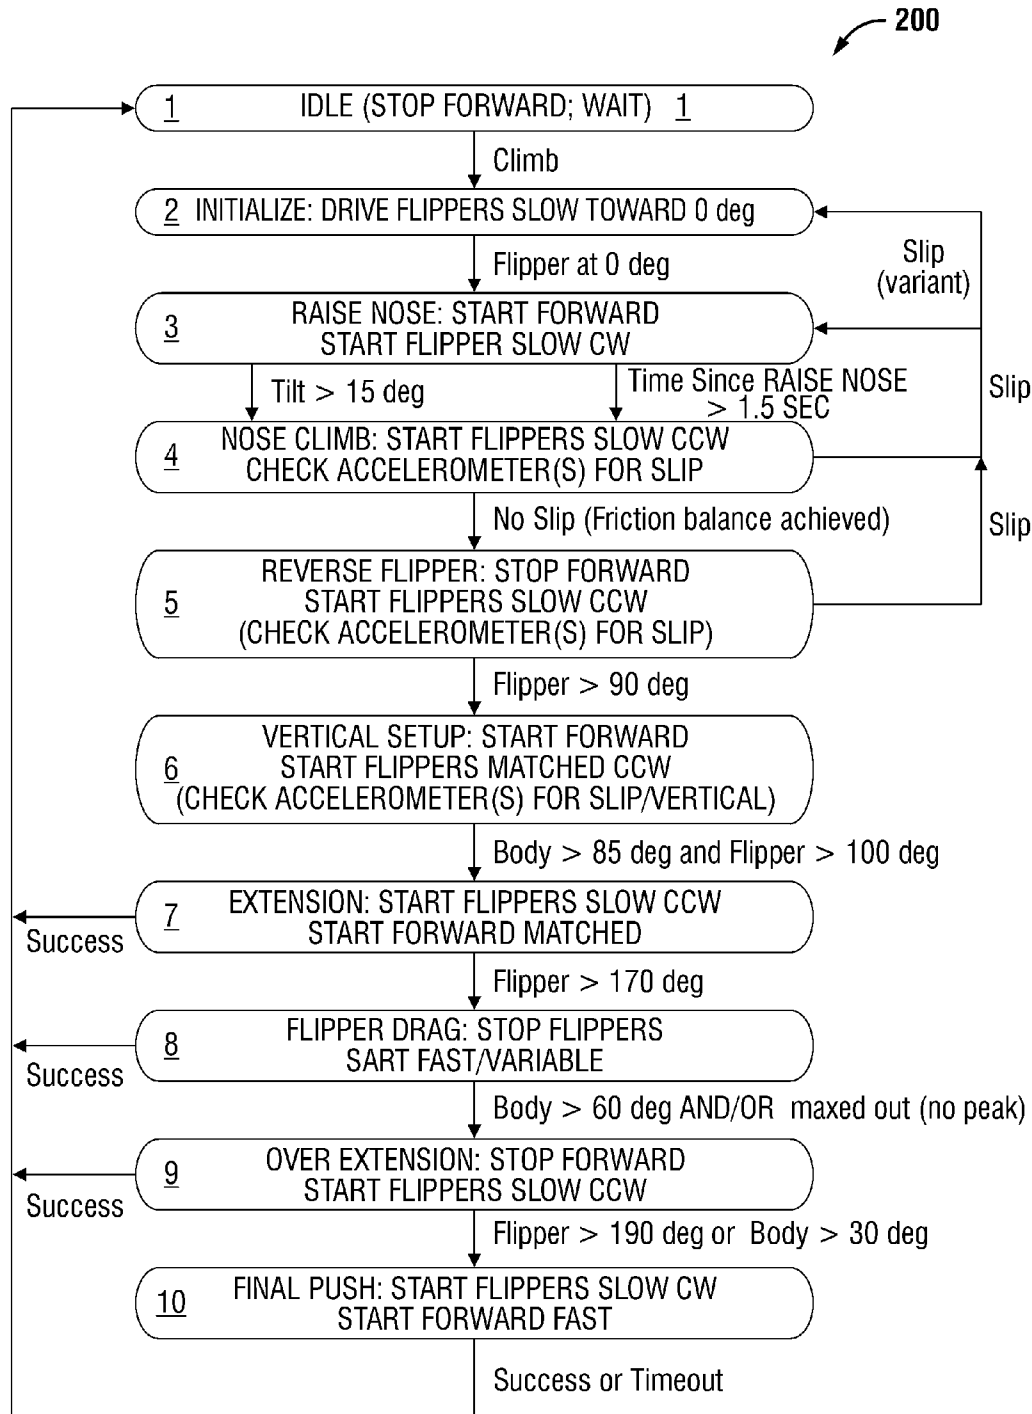 200
1 IDLE (STOP FORWARD; WAIT) 1
Climb
2 INITIALIZE: DRIVE FLIPPERS SLOW TOWARD 0 deg
Slip
(variant)
Flipper at 0 deg
3 RAISE NOSE: START FORWARD
START FLIPPER SLOW CW
Tilt > 15 deg
Time Since RAISE NOSE
> 1.5 SEC
Slip
4 NOSE CLIMB: START FLIPPERS SLOW CCW
CHECK ACCELEROMETER(S) FOR SLIP
No Slip (Friction balance achieved)
Slip
5 REVERSE FLIPPER: STOP FORWARD
START FLIPPERS SLOW CCW
(CHECK ACCELEROMETER(S) FOR SLIP)
Flipper > 90 deg
6 VERTICAL SETUP: START FORWARD
START FLIPPERS MATCHED CCW
(CHECK ACCELEROMETER(S) FOR SLIP/VERTICAL)
Body > 85 deg and Flipper > 100 deg
7 EXTENSION: START FLIPPERS SLOW CCW
START FORWARD MATCHED
Success
Flipper > 170 deg
8 FLIPPER DRAG: STOP FLIPPERS
SART FAST/VARIABLE
Success
Body > 60 deg AND/OR maxed out (no peak)
9 OVER EXTENSION: STOP FORWARD
START FLIPPERS SLOW CCW
Success
Flipper > 190 deg or Body > 30 deg
10 FINAL PUSH: START FLIPPERS SLOW CW
START FORWARD FAST
Success or Timeout